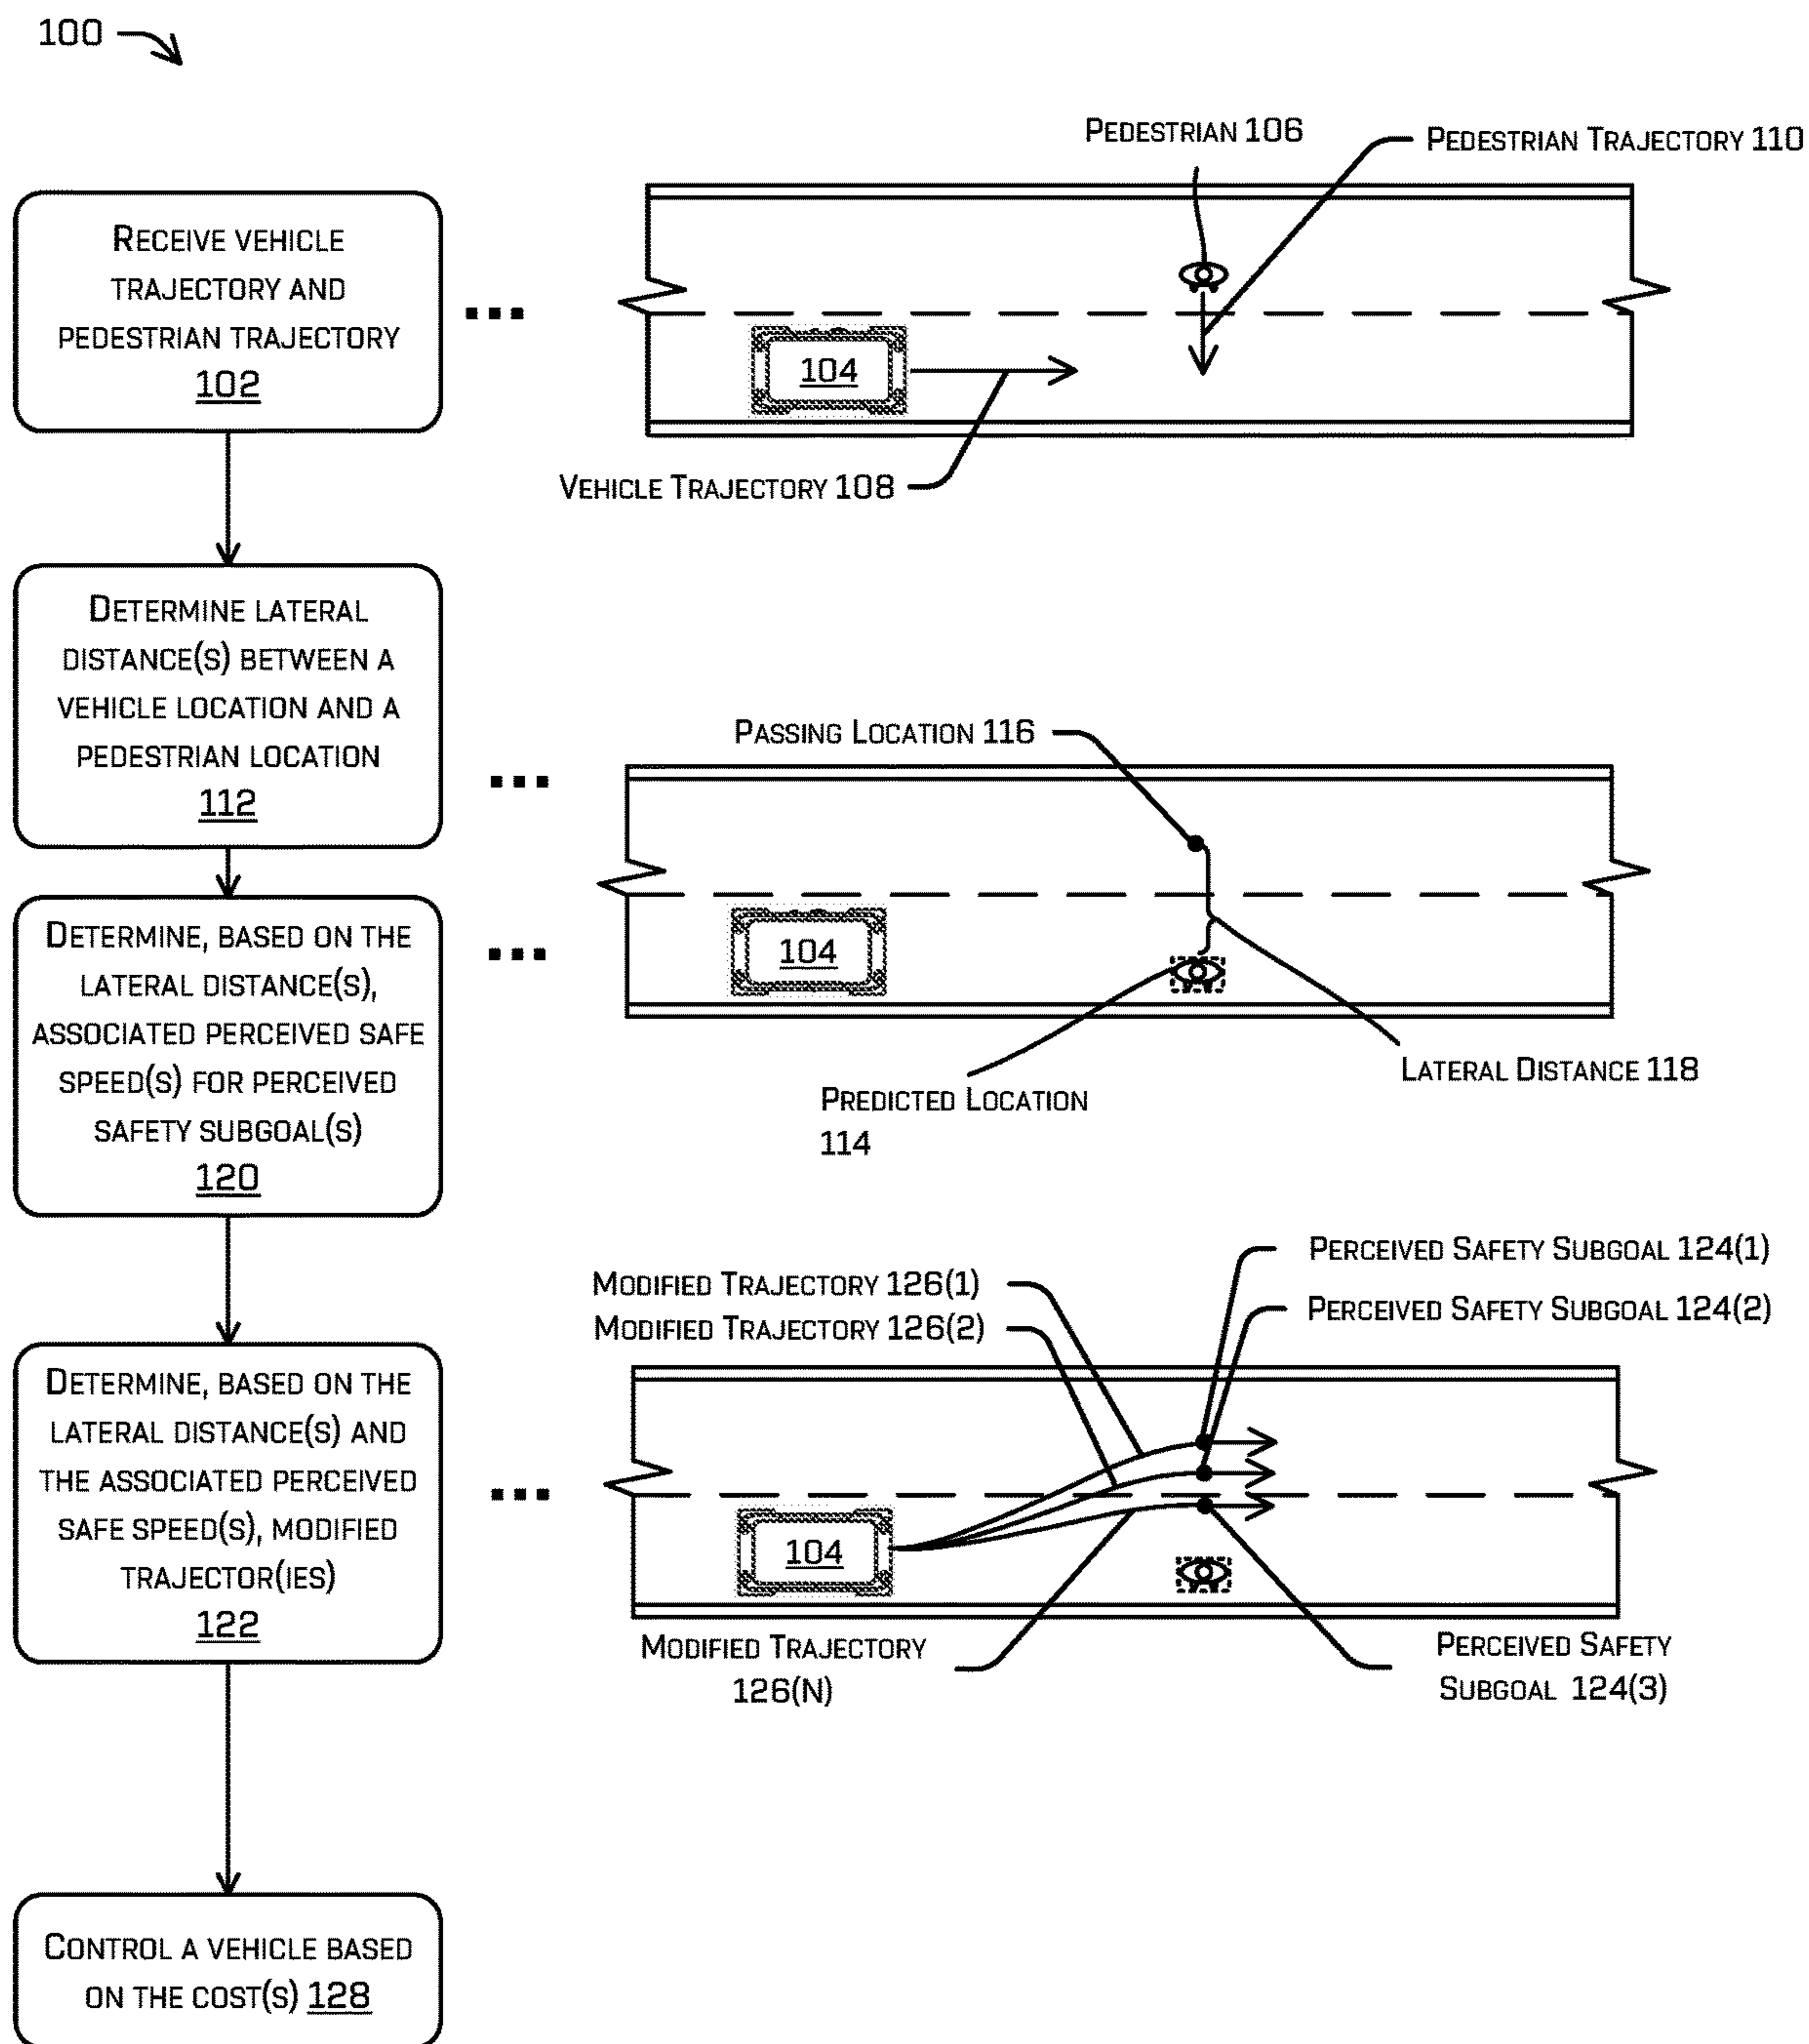 100
PEDESTRIAN 106
PEDESTRIAN TRAJECTORY 110
RECEIVE VEHICLE
TRAJECTORY AND
PEDESTRIAN TRAJECTORY
102
104
VEHICLE TRAJECTORY 108
DETERMINE LATERAL
DISTANCE(S) BETWEEN A
VEHICLE LOCATION AND A
PEDESTRIAN LOCATION
112
PASSING LOCATION 116
104
LATERAL DISTANCE 118
PREDICTED LOCATION
114
DETERMINE, BASED ON THE
LATERAL DISTANCE(S),
ASSOCIATED PERCEIVED SAFE
SPEED(S) FOR PERCEIVED
SAFETY SUBGOAL(S)
120
PERCEIVED SAFETY SUBGOAL 124(1)
MODIFIED TRAJECTORY 126(1)
PERCEIVED SAFETY SUBGOAL 124(2)
MODIFIED TRAJECTORY 126(2)
DETERMINE, BASED ON THE
LATERAL DISTANCE(S) AND
THE ASSOCIATED PERCEIVED
SAFE SPEED(S), MODIFIED
TRAJECTOR(IES)
122
104
MODIFIED TRAJECTORY
126(N)
PERCEIVED SAFETY
SUBGOAL 124(3)
CONTROL A VEHICLE BASED
ON THE COST(S) 128